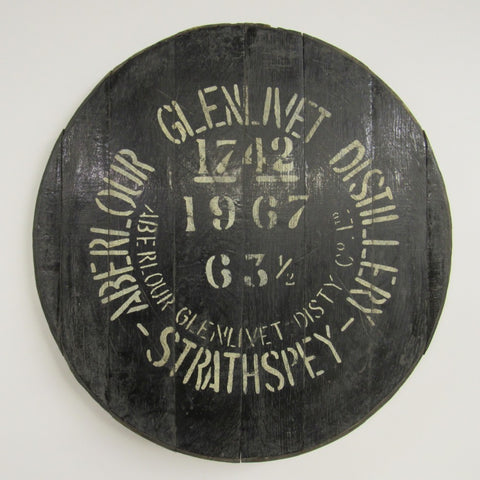 ABERLOUR GLENLIVET DISTILLERY
1742
1967
63½
ABERLOUR GLENLIVET DISTY Co. LTD
-STRATHSPEY-